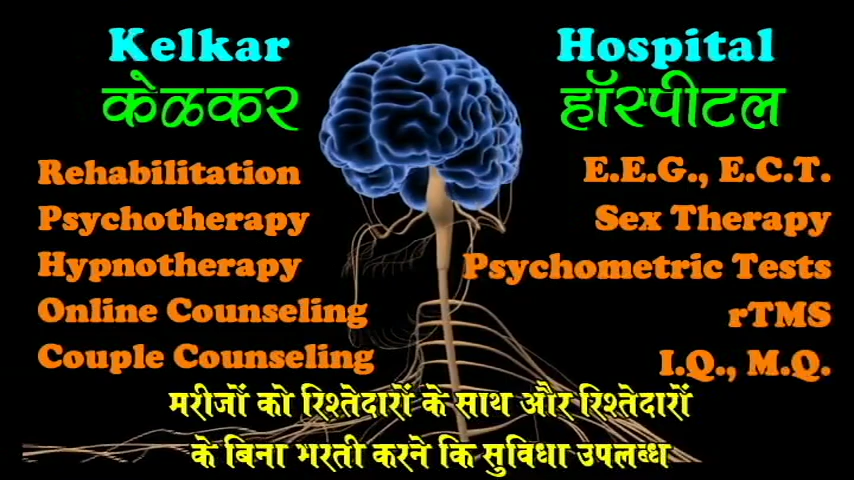 Kelkar Hospital
केळकर हॉस्पीटल
Rehabilitation
Psychotherapy
Hypnotherapy
Online Counseling
Couple Counseling
E.E.G., E.C.T.
Sex Therapy
Psychometric Tests
rTMS
I.Q., M.Q.
मरीजों को रिश्तेदारों के साथ और रिश्तेदारों
के बिना भरती करने कि सुविधा उपलब्ध